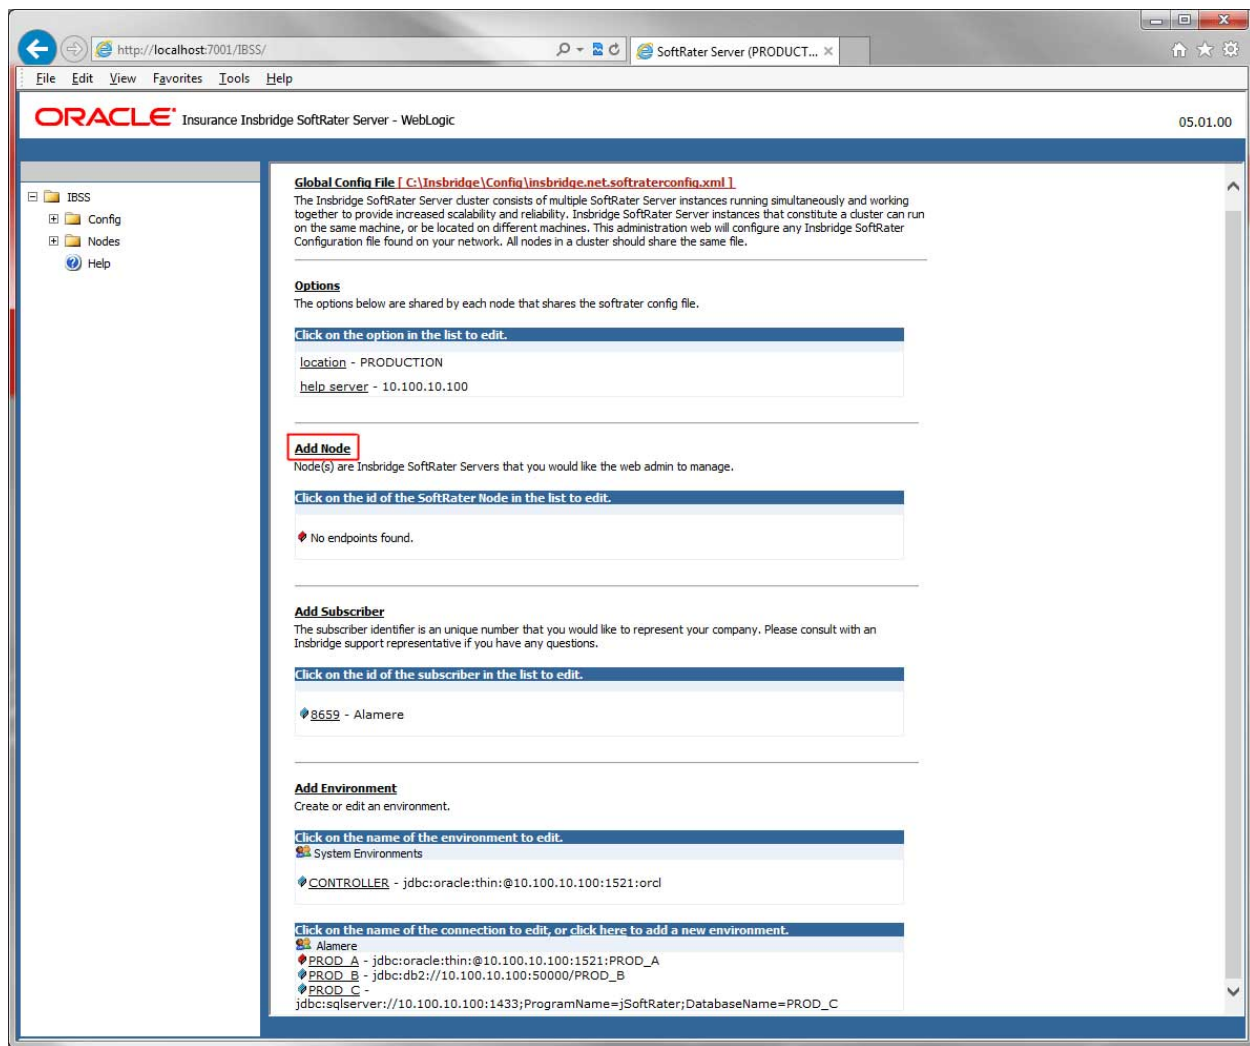 http://localhost:7001/IBSS/
SoftRater Server (PRODUCT...
File Edit View Favorites Tools Help
ORACLE Insurance Insbridge SoftRater Server - WebLogic
05.01.00
IBSS
Config
Nodes
Help
Global Config File [ C:\Insbridge\Config\insbridge.net.softraterconfig.xml ]
The Insbridge SoftRater Server cluster consists of multiple SoftRater Server instances running simultaneously and working
together to provide increased scalability and reliability. Insbridge SoftRater Server instances that constitute a cluster can run
on the same machine, or be located on different machines. This administration web will configure any Insbridge SoftRater
Configuration file found on your network. All nodes in a cluster should share the same file.
Options
The options below are shared by each node that shares the softrater config file.
Click on the option in the list to edit.
location - PRODUCTION
help server - 10.100.10.100
Add Node
Node(s) are Insbridge SoftRater Servers that you would like the web admin to manage.
Click on the id of the SoftRater Node in the list to edit.
No endpoints found.
Add Subscriber
The subscriber identifier is an unique number that you would like to represent your company. Please consult with an
Insbridge support representative if you have any questions.
Click on the id of the subscriber in the list to edit.
8659 - Alamere
Add Environment
Create or edit an environment.
Click on the name of the environment to edit.
System Environments
CONTROLLER - jdbc:oracle:thin:@10.100.10.100:1521:orcl
Click on the name of the connection to edit, or click here to add a new environment.
Alamere
PROD_A - jdbc:oracle:thin:@10.100.10.100:1521:PROD_A
PROD_B - jdbc:db2://10.100.10.100:50000/PROD_B
PROD_C -
jdbc:sqlserver://10.100.10.100:1433;ProgramName=jSoftRater;DatabaseName=PROD_C